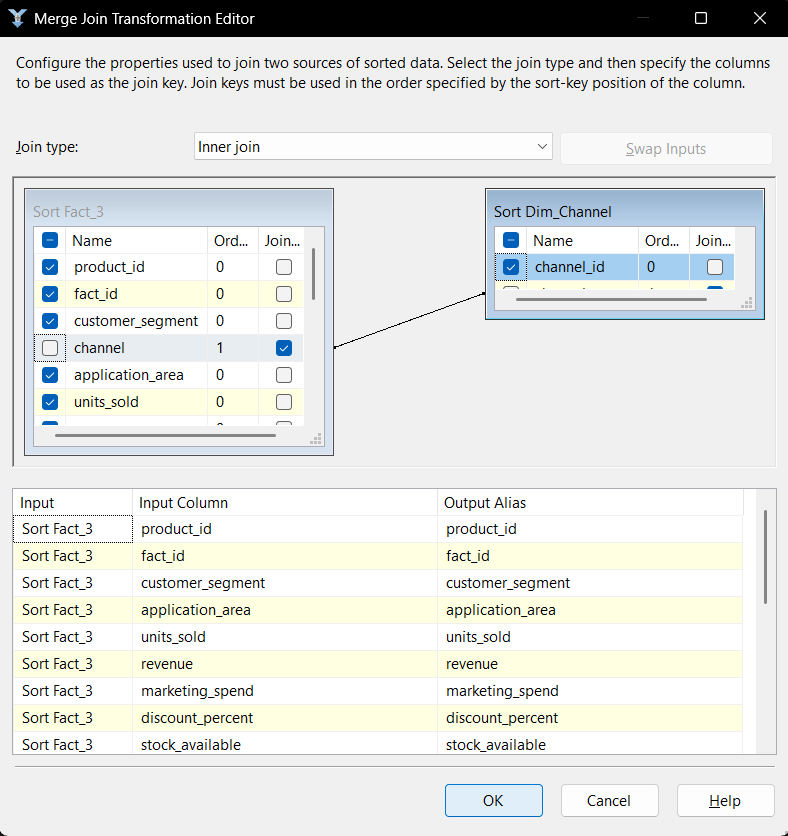 Merge Join Transformation Editor
Configure the properties used to join two sources of sorted data. Select the join type and then specify the columns
to be used as the join key. Join keys must be used in the order specified by the sort-key position of the column.
Join type: Inner join Swap Inputs
Sort Fact_3
Name Ord... Join...
product_id 0
fact_id 0
customer_segment 0
channel 1
application_area 0
units_sold 0
Sort Dim_Channel
Name Ord... Join...
channel_id 0
Input Input Column Output Alias
Sort Fact_3 product_id product_id
Sort Fact_3 fact_id fact_id
Sort Fact_3 customer_segment customer_segment
Sort Fact_3 application_area application_area
Sort Fact_3 units_sold units_sold
Sort Fact_3 revenue revenue
Sort Fact_3 marketing_spend marketing_spend
Sort Fact_3 discount_percent discount_percent
Sort Fact_3 stock_available stock_available
OK Cancel Help